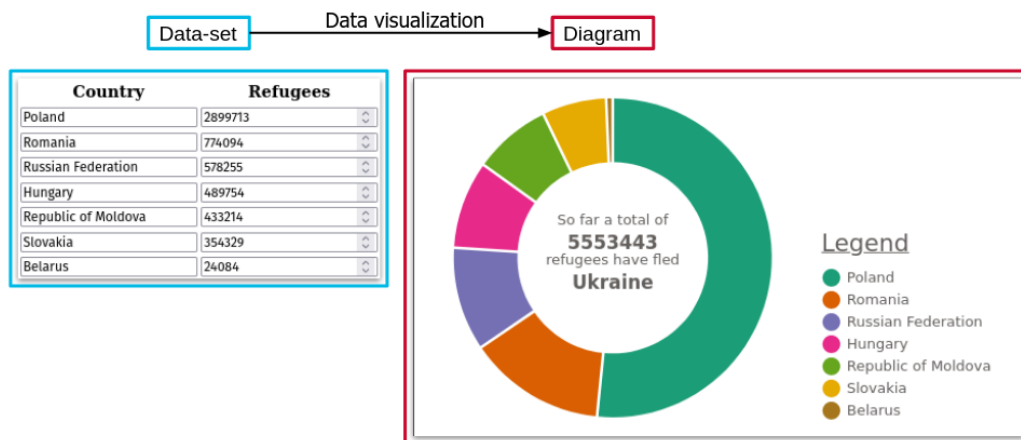 Data visualization
Data-set
Diagram
Country Refugees
Poland 2899713
Romania 774094
Russian Federation 578255
Hungary 489754
Republic of Moldova 433214
Slovakia 354329
Belarus 24084
So far a total of
5553443
refugees have fled
Ukraine
Legend
Poland
Romania
Russian Federation
Hungary
Republic of Moldova
Slovakia
Belarus